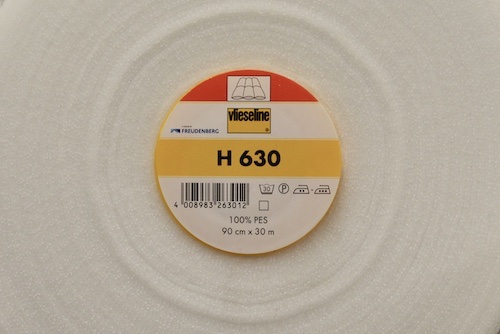 vlieseline
®
FREUDENBERG
H 630
30 P
4 008983 263012
100% PES
90 cm x 30 m